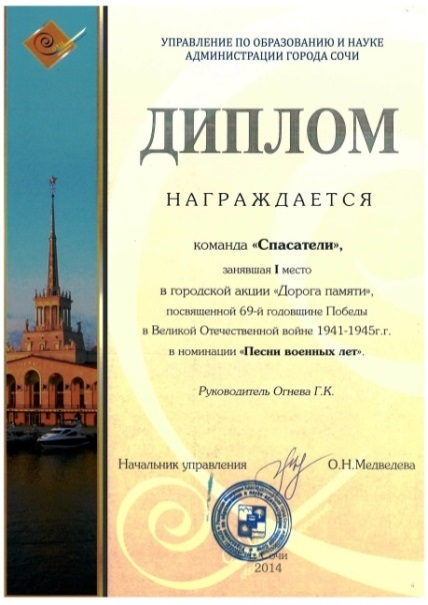 УПРАВЛЕНИЕ ПО ОБРАЗОВАНИЮ И НАУКЕ
АДМИНИСТРАЦИИ ГОРОДА СОЧИ
ДИПЛОМ
НАГРАЖДАЕТСЯ
команда «Спасатели»,
занявшая I место
в городской акции «Дорога памяти»,
посвященной 69-й годовщине Победы
в Великой Отечественной войне 1941-1945г.г.
в номинации «Песни военных лет».
Руководитель Огнева Г.К.
Начальник управления О.Н.Медведева
Сочи
2014